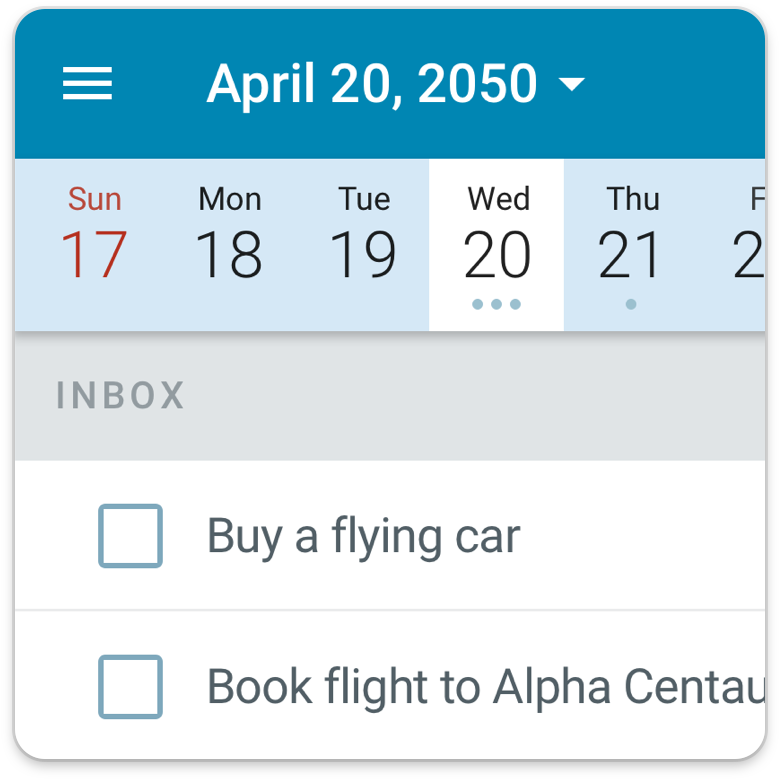 April 20, 2050
Sun Mon Tue Wed Thu
17 18 19 20 21
INBOX
Buy a flying car
Book flight to Alpha